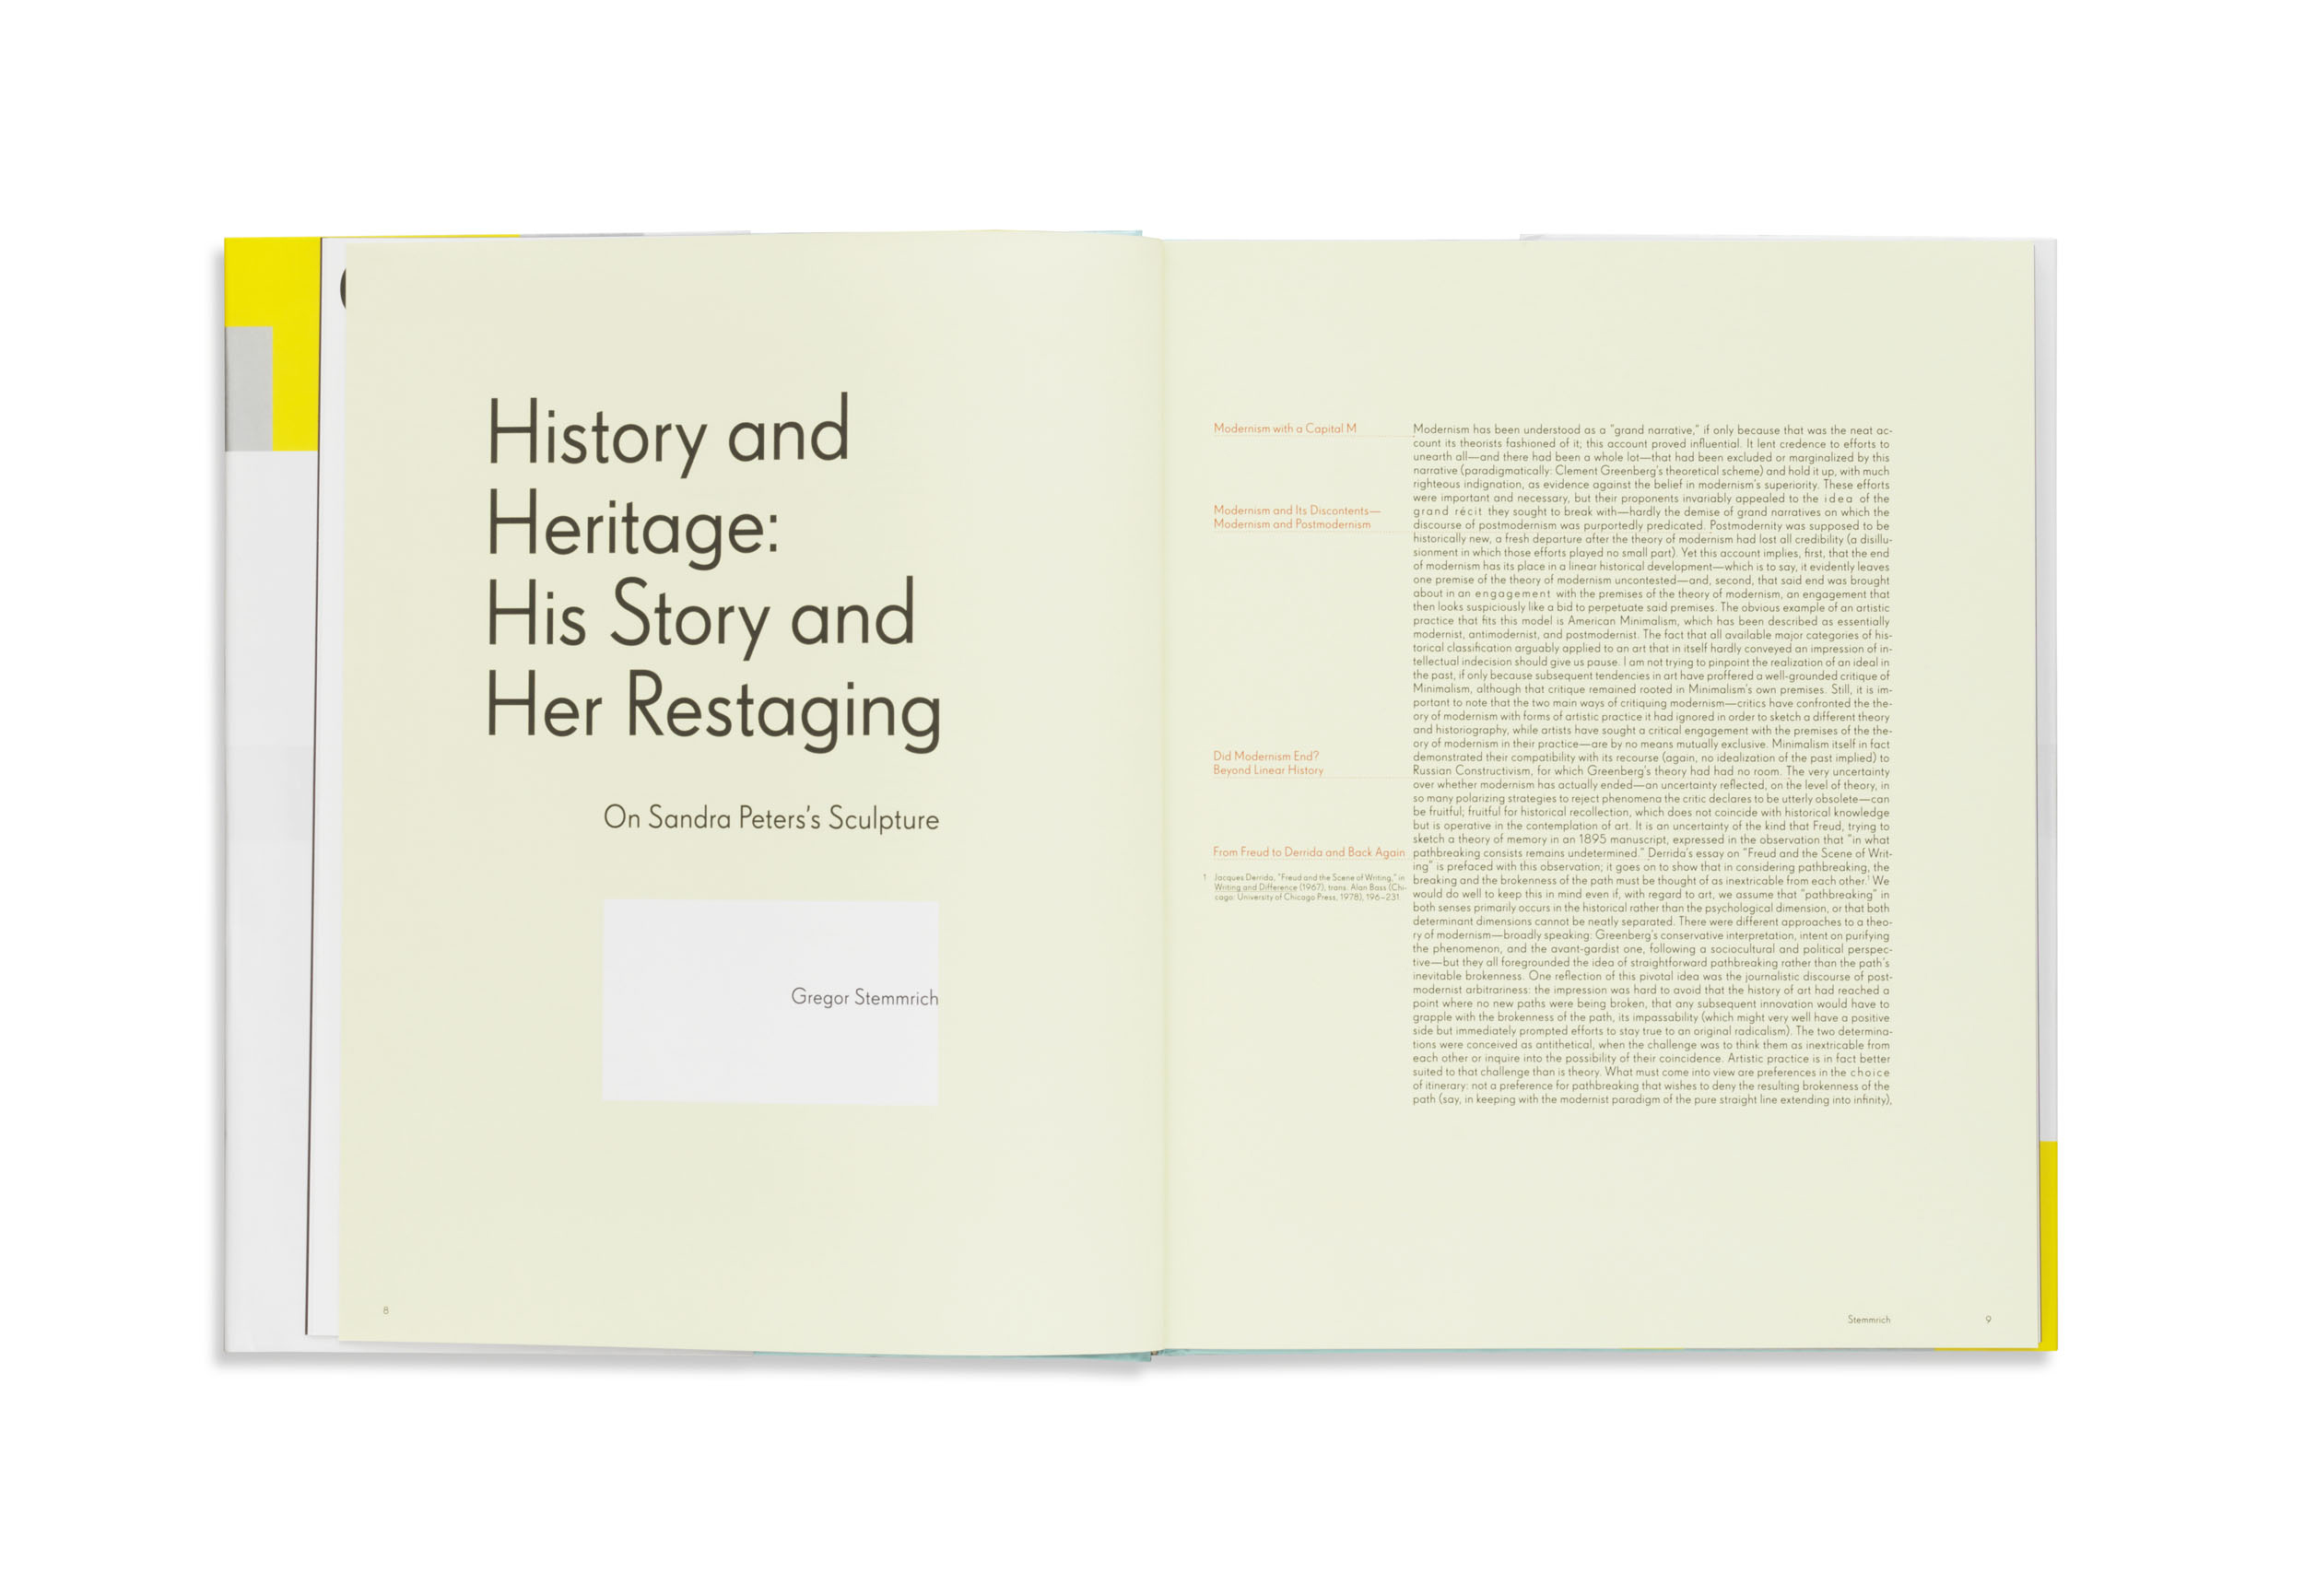 History and
Heritage:
His Story and
Her Restaging
On Sandra Peters's Sculpture
Gregor Stemmrich
8
Modernism with a Capital M
Modernism and Its Discontents—
Modernism and Postmodernism
Did Modernism End?
Beyond Linear History
From Freud to Derrida and Back Again
1 Jacques Derrida, "Freud and the Scene of Writing," in
Writing and Difference (1967), trans. Alan Bass (Chi-
cago: University of Chicago Press, 1978), 196–231.
Modernism has been understood as a "grand narrative," if only because that was the neat ac-
count its theorists fashioned of it; this account proved influential. It lent credence to efforts to
unearth all—and there had been a whole lot—that had been excluded or marginalized by this
narrative (paradigmatically: Clement Greenberg's theoretical scheme) and hold it up, with much
righteous indignation, as evidence against the belief in modernism's superiority. These efforts
were important and necessary, but their proponents invariably appealed to the idea of the
grand récit they sought to break with—hardly the demise of grand narratives on which the
discourse of postmodernism was purportedly predicated. Postmodernity was supposed to be
historically new, a fresh departure after the theory of modernism had lost all credibility (a disillu-
sionment in which those efforts played no small part). Yet this account implies, first, that the end
of modernism has its place in a linear historical development—which is to say, it evidently leaves
one premise of the theory of modernism uncontested—and, second, that said end was brought
about in an engagement with the premises of the theory of modernism, an engagement that
then looks suspiciously like a bid to perpetuate said premises. The obvious example of an artistic
practice that fits this model is American Minimalism, which has been described as essentially
modernist, antimodernist, and postmodernist. The fact that all available major categories of his-
torical classification arguably applied to an art that in itself hardly conveyed an impression of in-
tellectual indecision should give us pause. I am not trying to pinpoint the realization of an ideal in
the past, if only because subsequent tendencies in art have proffered a well-grounded critique of
Minimalism, although that critique remained rooted in Minimalism's own premises. Still, it is im-
portant to note that the two main ways of critiquing modernism—critics have confronted the the-
ory of modernism with forms of artistic practice it had ignored in order to sketch a different theory
and historiography, while artists have sought a critical engagement with the premises of the the-
ory of modernism in their practice—are by no means mutually exclusive. Minimalism itself in fact
demonstrated their compatibility with its recourse (again, no idealization of the past implied) to
Russian Constructivism, for which Greenberg's theory had had no room. The very uncertainty
over whether modernism has actually ended—an uncertainty reflected, on the level of theory, in
so many polarizing strategies to reject phenomena the critic declares to be utterly obsolete—can
be fruitful; fruitful for historical recollection, which does not coincide with historical knowledge
but is operative in the contemplation of art. It is an uncertainty of the kind that Freud, trying to
sketch a theory of memory in an 1895 manuscript, expressed in the observation that "in what
pathbreaking consists remains undetermined." Derrida's essay on "Freud and the Scene of Writ-
ing" is prefaced with this observation; it goes on to show that in considering pathbreaking, the
breaking and the brokenness of the path must be thought of as inextricable from each other.¹ We
would do well to keep this in mind even if, with regard to art, we assume that "pathbreaking" in
both senses primarily occurs in the historical rather than the psychological dimension, or that both
determinant dimensions cannot be neatly separated. There were different approaches to a theo-
ry of modernism—broadly speaking: Greenberg's conservative interpretation, intent on purifying
the phenomenon, and the avant-gardist one, following a sociocultural and political perspec-
tive—but they all foregrounded the idea of straightforward pathbreaking rather than the path's
inevitable brokenness. One reflection of this pivotal idea was the journalistic discourse of post-
modernist arbitrariness: the impression was hard to avoid that the history of art had reached a
point where no new paths were being broken, that any subsequent innovation would have to
grapple with the brokenness of the path, its impassability (which might very well have a positive
side but immediately prompted efforts to stay true to an original radicalism). The two determina-
tions were conceived as antithetical, when the challenge was to think them as inextricable from
each other or inquire into the possibility of their coincidence. Artistic practice is in fact better
suited to that challenge than is theory. What must come into view are preferences in the choice
of itinerary: not a preference for pathbreaking that wishes to deny the resulting brokenness of the
path (say, in keeping with the modernist paradigm of the pure straight line extending into infinity),
Stemmrich
9